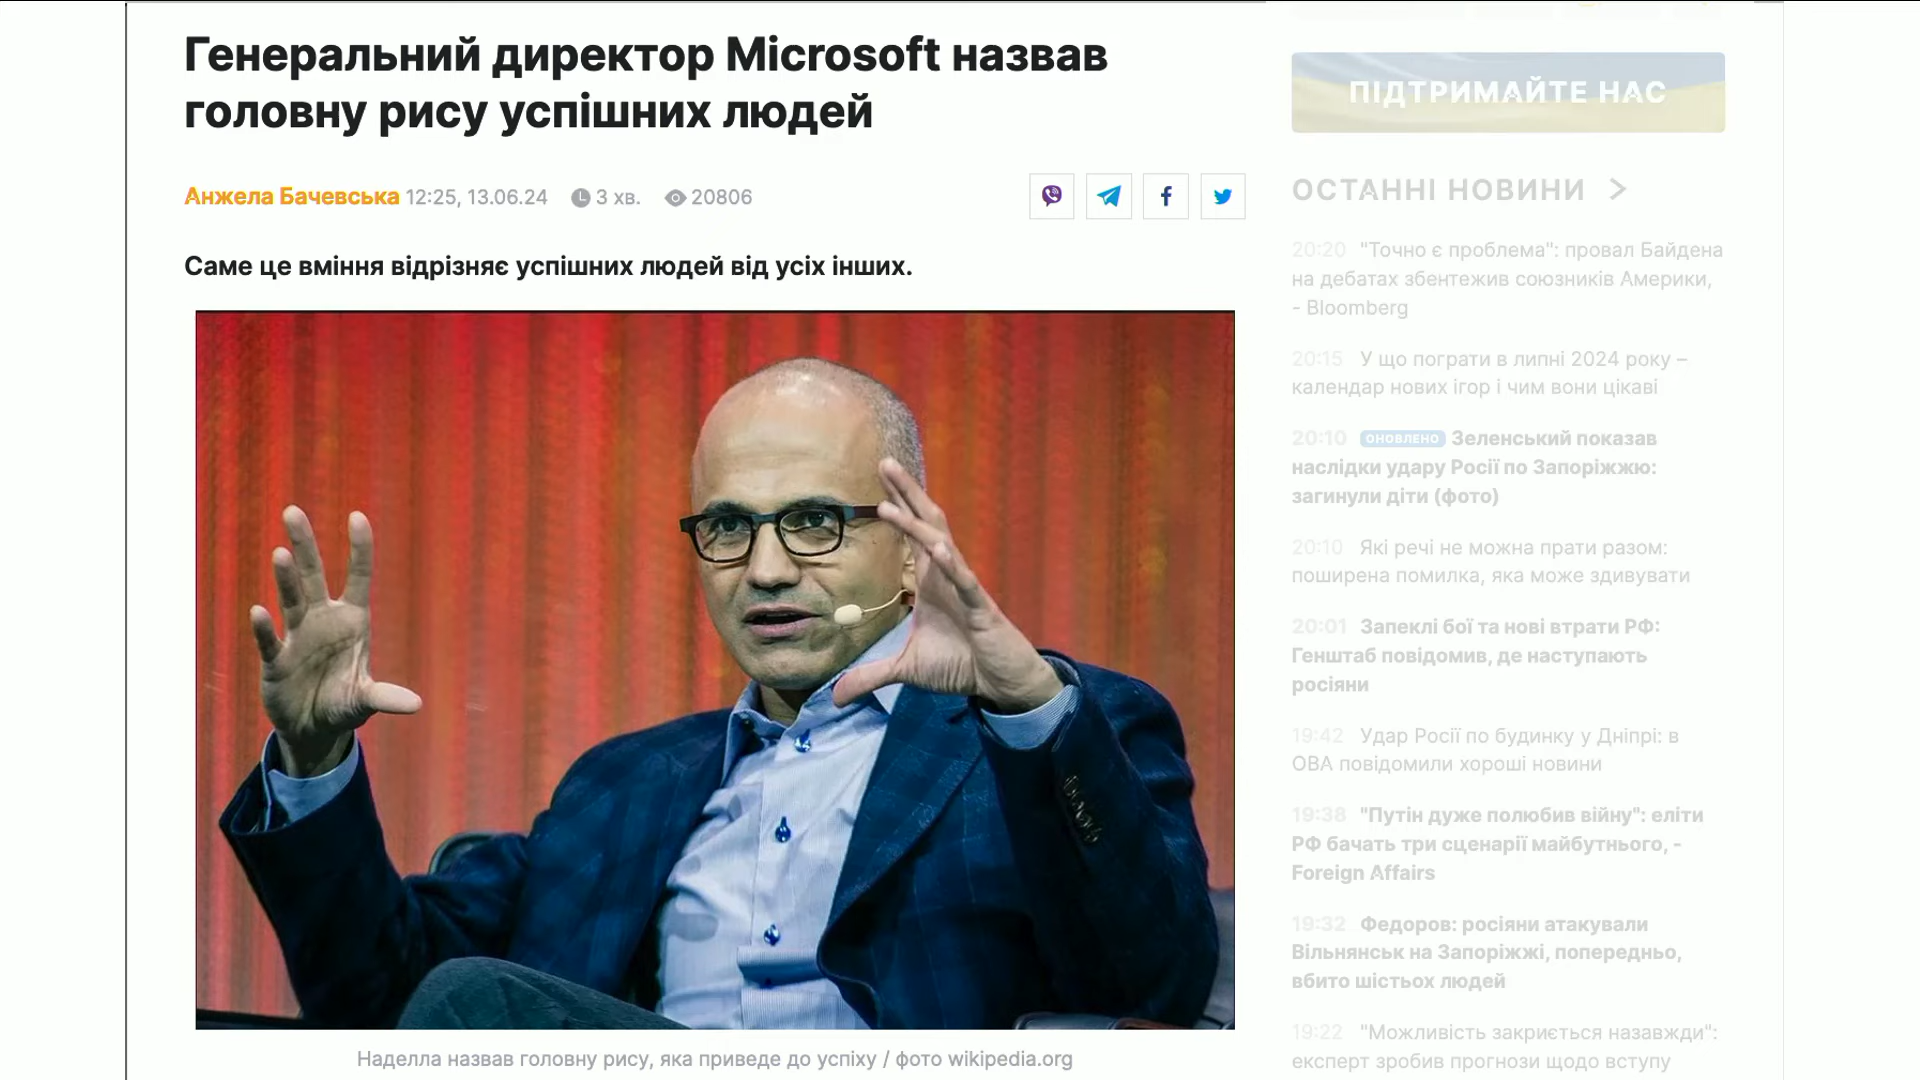 Генеральний директор Microsoft назвав
головну рису успішних людей
Анжела Бачевська 12:25, 13.06.24 3 хв. 20806
Саме це вміння відрізняє успішних людей від усіх інших.
Наделла назвав головну рису, яка приведе до успіху / фото wikipedia.org
ПІДТРИМАЙТЕ НАС
ОСТАННІ НОВИНИ
20:20 "Точно є проблема": провал Байдена
на дебатах збентежив союзників Америки,
- Bloomberg
20:15 У що пограти в липні 2024 року –
календар нових ігор і чим вони цікаві
20:10 ОНОВЛЕНО Зеленський показав
наслідки удару Росії по Запоріжжю:
загинули діти (фото)
20:10 Які речі не можна прати разом:
поширена помилка, яка може здивувати
20:01 Запеклі бої та нові втрати РФ:
Генштаб повідомив, де наступають
росіяни
19:42 Удар Росії по будинку у Дніпрі: в
ОВА повідомили хороші новини
19:38 "Путін дуже полюбив війну": еліти
РФ бачать три сценарії майбутнього, -
Foreign Affairs
19:32 Федоров: росіяни атакували
Вільнянськ на Запоріжжі, попередньо,
вбито шістьох людей
19:22 "Можливість закриється назавжди":
експерт зробив прогнози щодо вступу